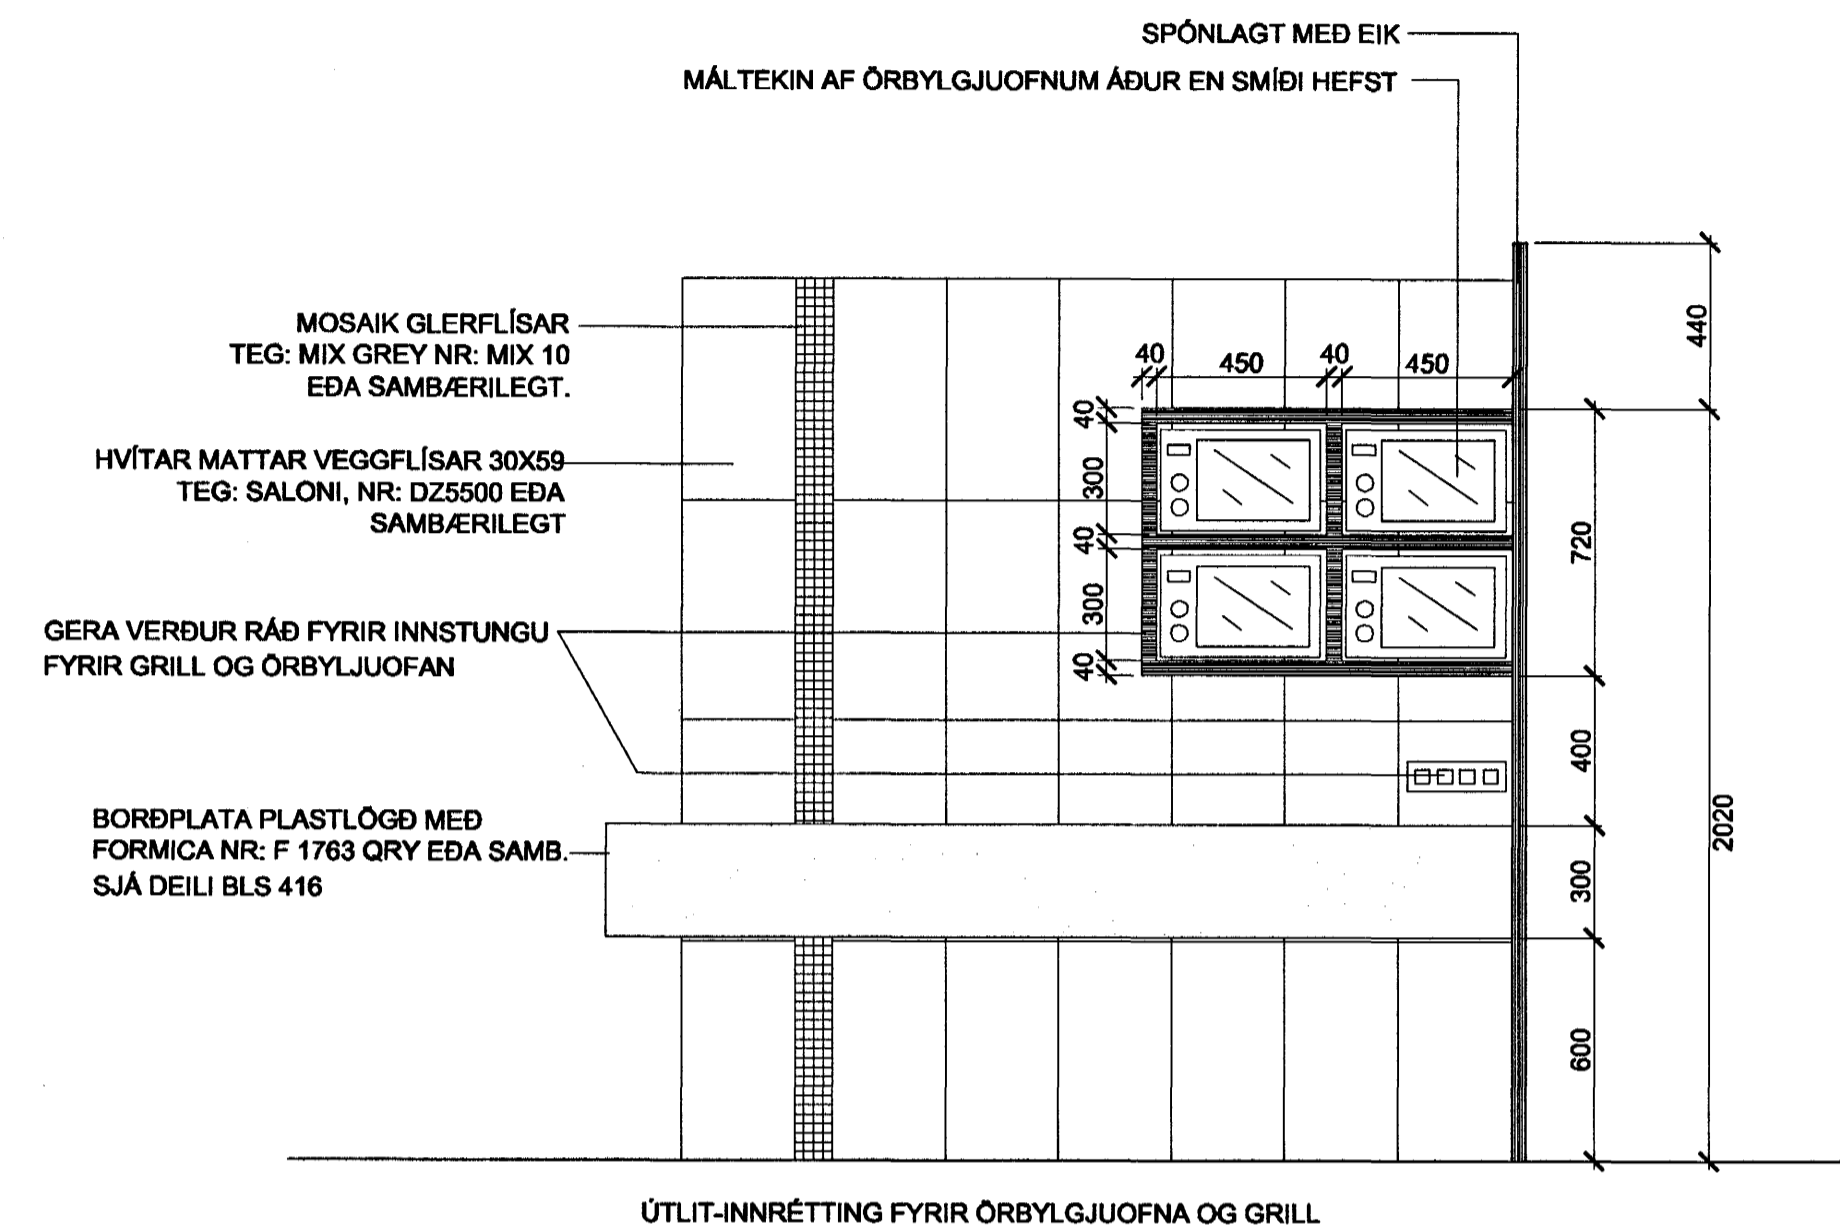 SPÓNLAGT MEÐ EIK
MÁLTEKIN AF ÖRBYLGJUOFNUM ÁÐUR EN SMÍÐI HEFST
MOSAIK GLERFLÍSAR
TEG: MIX GREY NR: MIX 10
EÐA SAMBÆRILEGT.
HVÍTAR MATTAR VEGGFLÍSAR 30X59
TEG: SALONI, NR: DZ5500 EÐA
SAMBÆRILEGT
GERA VERÐUR RÁÐ FYRIR INNSTUNGU
FYRIR GRILL OG ÖRBYLJUOFAN
BORÐPLATA PLASTLÖGÐ MEÐ
FORMICA NR: F 1763 QRY EÐA SAMB.
SJÁ DEILI BLS 416
40 450 40 450
40
300
40
300
40
440
720
400
300
600
2020
ÚTLIT-INNRÉTTING FYRIR ÖRBYLGJUOFNA OG GRILL